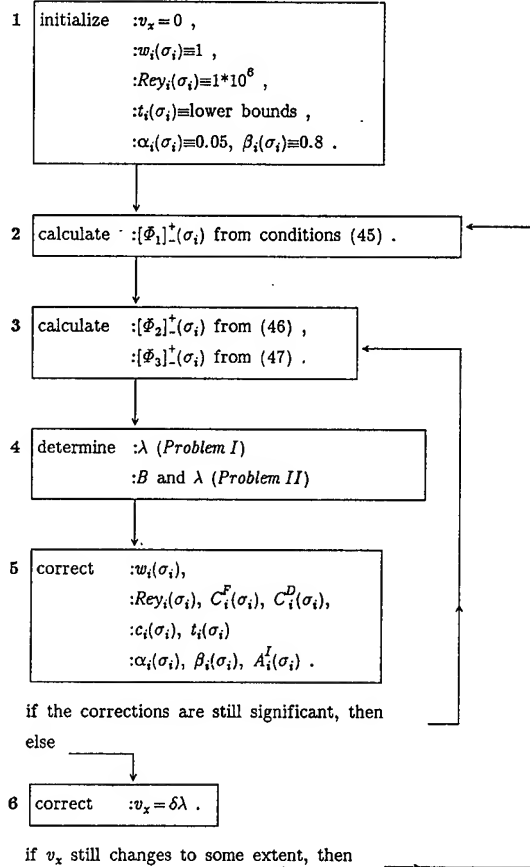 1 initialize :v_x = 0 ,
:w_i(σ_i)≡1 ,
:Rey_i(σ_i)≡1*10^6 ,
:t_i(σ_i)≡lower bounds ,
:α_i(σ_i)≡0.05, β_i(σ_i)≡0.8 .
2 calculate :[Φ_1]^+_-(σ_i) from conditions (45) .
3 calculate :[Φ_2]^+_-(σ_i) from (46) ,
:[Φ_3]^+_-(σ_i) from (47) .
4 determine :λ (Problem I)
:B and λ (Problem II)
5 correct :w_i(σ_i),
:Rey_i(σ_i), C_i^F(σ_i), C_i^D(σ_i),
:c_i(σ_i), t_i(σ_i)
:α_i(σ_i), β_i(σ_i), A_i^I(σ_i) .
if the corrections are still significant, then
else
6 correct :v_x = δλ .
if v_x still changes to some extent, then